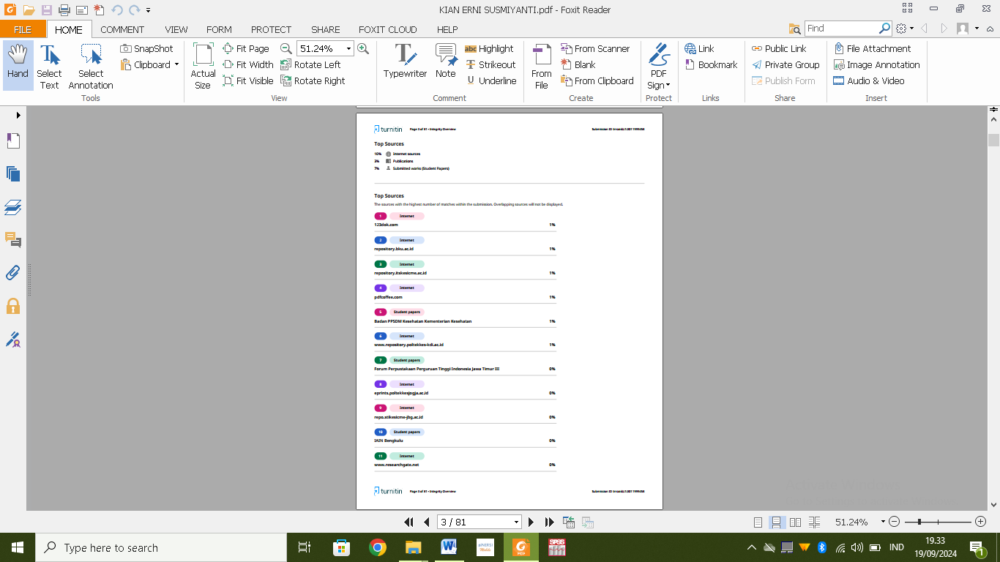 KIAN ERNI SUSMIYANTI.pdf - Foxit Reader
FILE HOME COMMENT VIEW FORM PROTECT SHARE FOXIT CLOUD HELP Find
Hand
Select Text
Select Annotation
SnapShot
Clipboard
Tools
Actual Size
Fit Page
Fit Width
Fit Visible
51.24%
Rotate Left
Rotate Right
View
Typewriter
Note
abc Highlight
Strikeout
U Underline
Comment
From File
From Scanner
Blank
From Clipboard
Create
PDF Sign
Protect
Link
Bookmark
Links
Public Link
Private Group
Publish Form
Share
File Attachment
Image Annotation
Audio & Video
Insert
turnitin Page 3 of 81 • Integrity Overview Submission ID
Top Sources
10% Internet sources
3% Publications
7% Submitted works (Student Papers)
Top Sources
The sources with the highest number of matches within the submission. Overlapping sources will not be displayed.
1 Internet
123dok.com 1%
2 Internet
repository.bku.ac.id 1%
3 Internet
repository.itskesicme.ac.id 1%
4 Internet
pdfcoffee.com 1%
5 Student papers
Badan PPSDM Kesehatan Kementerian Kesehatan 1%
6 Internet
www.repository.poltekkes-kdi.ac.id 1%
7 Student papers
Forum Perpustakaan Perguruan Tinggi Indonesia Jawa Timur III 0%
8 Internet
eprints.poltekkesjogja.ac.id 0%
9 Internet
repo.stikesicme-jbg.ac.id 0%
10 Student papers
IAIN Bengkulu 0%
11 Internet
www.researchgate.net 0%
turnitin Page 3 of 81 • Integrity Overview Submission ID
3 / 81 51.24%
Type here to search
PDF
SPSS
IND
19.33
19/09/2024
1